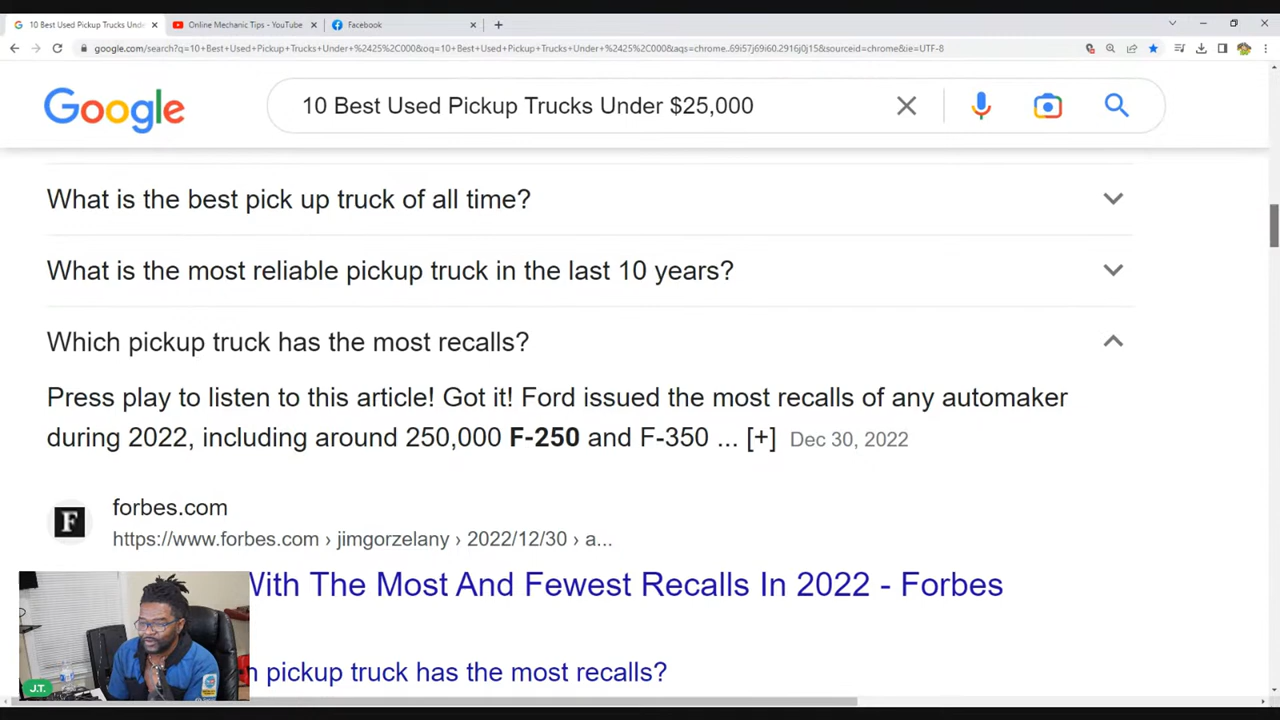 10 Best Used Pickup Trucks Unde
Online Mechanic Tips - YouTube
Facebook
google.com/search?q=10+Best+Used+Pickup+Trucks+Under+%2425%2C000&oq=10+Best+Used+Pickup+Trucks+Under+%2425%2C000&aqs=chrome..69i57j69i60.2916j0j15&sourceid=chrome&ie=UTF-8
Google
10 Best Used Pickup Trucks Under $25,000
What is the best pick up truck of all time?
What is the most reliable pickup truck in the last 10 years?
Which pickup truck has the most recalls?
Press play to listen to this article! Got it! Ford issued the most recalls of any automaker
during 2022, including around 250,000 F-250 and F-350 ... [+] Dec 30, 2022
F
forbes.com
https://www.forbes.com › jimgorzelany › 2022/12/30 › a...
With The Most And Fewest Recalls In 2022 - Forbes
pickup truck has the most recalls?
J.T.